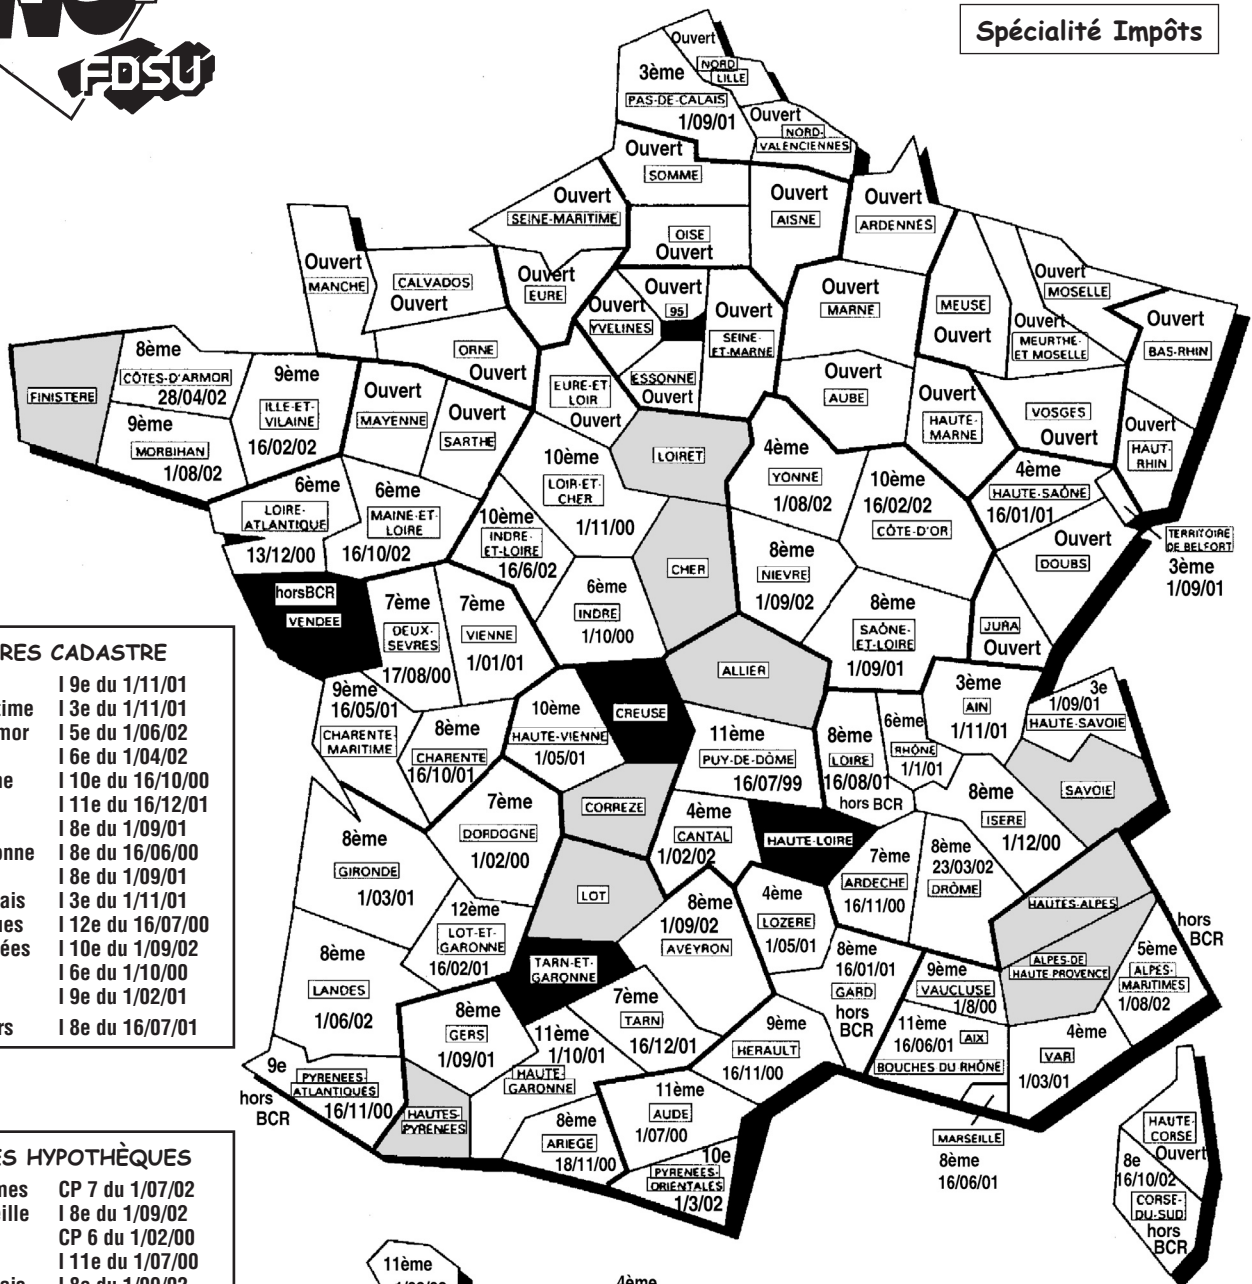 FDSU
Spécialité Impôts
Ouvert
NORD
LILLE
3ème
PAS-DE-CALAIS
1/09/01
Ouvert
NORD-
VALENCIENNES
Ouvert
SOMME
Ouvert
SEINE-MARITIME
OISE
Ouvert
Ouvert
AISNE
Ouvert
ARDENNES
Ouvert
MANCHE
CALVADOS
Ouvert
Ouvert
EURE
Ouvert
YVELINES
Ouvert
95
Ouvert
SEINE-
ET-MARNE
ESSONNE
Ouvert
Ouvert
MARNE
MEUSE
Ouvert
Ouvert
MOSELLE
Ouvert
MEURTHE-
ET MOSELLE
Ouvert
BAS-RHIN
FINISTERE
8ème
CÔTES-D'ARMOR
28/04/02
9ème
ILLE-ET-
VILAINE
16/02/02
9ème
MORBIHAN
1/08/02
ORNE
Ouvert
Ouvert
MAYENNE
Ouvert
SARTHE
EURE-ET
LOIR
Ouvert
Ouvert
AUBE
Ouvert
HAUTE-
MARNE
VOSGES
Ouvert
Ouvert
HAUT-
RHIN
LOIRET
10ème
LOIR-ET-
CHER
1/11/00
4ème
YONNE
1/08/02
10ème
16/02/02
CÔTE-D'OR
4ème
HAUTE-SAÔNE
16/01/01
TERRITOIRE
DE BELFORT
3ème
1/09/01
6ème
LOIRE-
ATLANTIQUE
13/12/00
6ème
MAINE-ET-
LOIRE
16/10/02
10ème
INDRE-
ET-LOIRE
16/6/02
CHER
8ème
NIEVRE
1/09/02
Ouvert
DOUBS
horsBCR
VENDEE
7ème
DEUX-
SEVRES
17/08/00
7ème
VIENNE
1/01/01
6ème
INDRE
1/10/00
8ème
SAÔNE-
ET-LOIRE
1/09/01
JURA
Ouvert
ALLIER
9ème
16/05/01
CHARENTE-
MARITIME
8ème
CHARENTE
16/10/01
10ème
HAUTE-VIENNE
1/05/01
CREUSE
11ème
PUY-DE-DÔME
16/07/99
8ème
LOIRE
16/08/01
hors BCR
6ème
RHÔNE
1/1/01
3ème
AIN
1/11/01
3e
1/09/01
HAUTE-SAVOIE
SAVOIE
8ème
ISERE
1/12/00
7ème
DORDOGNE
1/02/00
CORREZE
4ème
CANTAL
1/02/02
HAUTE-LOIRE
7ème
ARDECHE
16/11/00
8ème
23/03/02
DRÔME
HAUTES-ALPES
8ème
GIRONDE
1/03/01
LOT
12ème
LOT-ET-
GARONNE
16/02/01
8ème
1/09/02
AVEYRON
4ème
LOZERE
1/05/01
8ème
16/01/01
GARD
hors
BCR
ALPES-DE
HAUTE PROVENCE
hors
BCR
5ème
ALPES-
MARITIMES
1/08/02
8ème
LANDES
1/06/02
TARN-ET-
GARONNE
7ème
TARN
16/12/01
9ème
VAUCLUSE
1/8/00
11ème
16/06/01
AIX
BOUCHES DU RHÔNE
4ème
VAR
1/03/01
8ème
GERS
1/09/01
11ème
1/10/01
HAUTE-
GARONNE
9ème
HERAULT
16/11/00
9e
PYRENEES-
ATLANTIQUES
16/11/00
hors
BCR
HAUTES-
PYRENEES
8ème
ARIEGE
18/11/00
11ème
AUDE
1/07/00
10e
PYRENEES-
ORIENTALES
1/3/02
MARSEILLE
8ème
16/06/01
HAUTE-
CORSE
Ouvert
8e
16/10/02
CORSE-
DU-SUD
hors
BCR
RES CADASTRE
I 9e du 1/11/01
time I 3e du 1/11/01
mor I 5e du 1/06/02
I 6e du 1/04/02
ne I 10e du 16/10/00
I 11e du 16/12/01
I 8e du 1/09/01
onne I 8e du 16/06/00
I 8e du 1/09/01
ais I 3e du 1/11/01
ues I 12e du 16/07/00
ées I 10e du 1/09/02
I 6e du 1/10/00
I 9e du 1/02/01
rs I 8e du 16/07/01
ES HYPOTHÈQUES
mes CP 7 du 1/07/02
eille I 8e du 1/09/02
CP 6 du 1/02/00
I 11e du 1/07/00
11ème
4ème